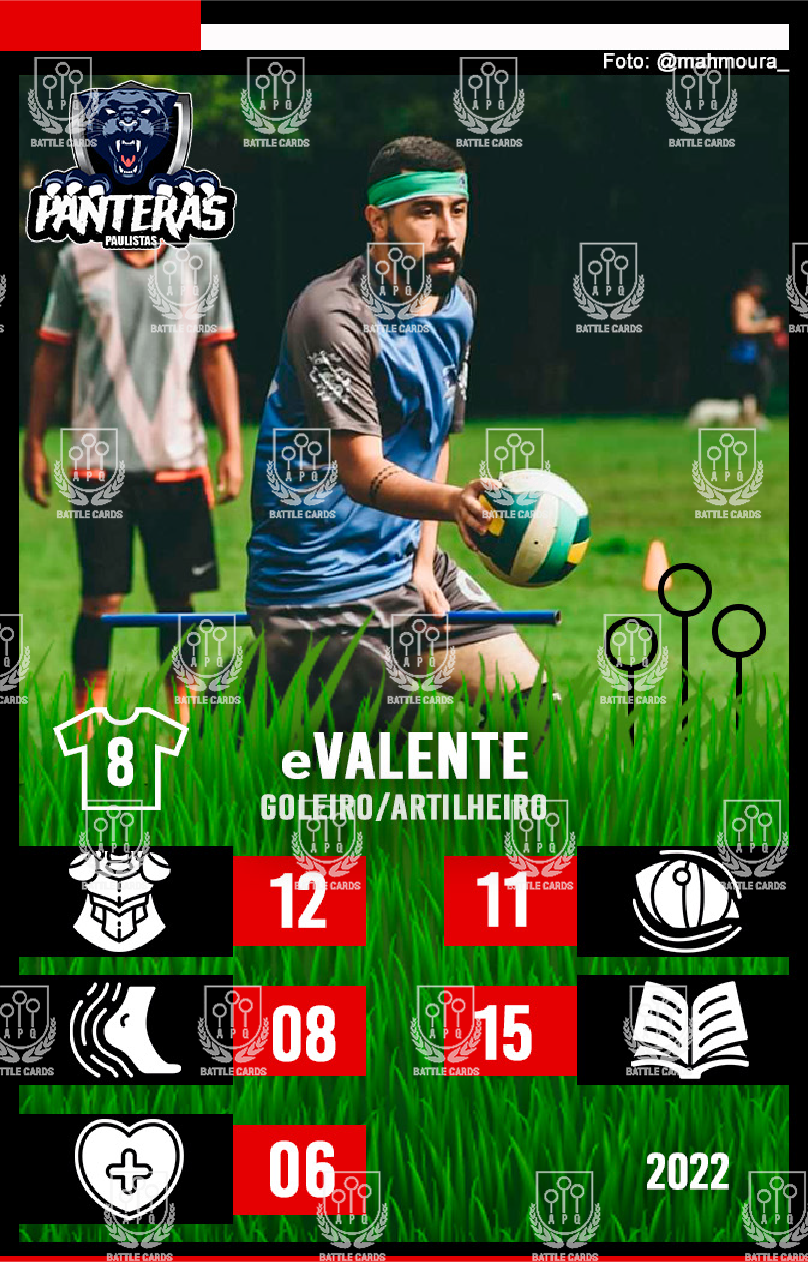 Foto: @mahmoura_
PANTERAS
PAULISTAS
8
eVALENTE
GOLEIRO/ARTILHEIRO
12
11
08
15
06
2022
APQ
BATTLE CARDS